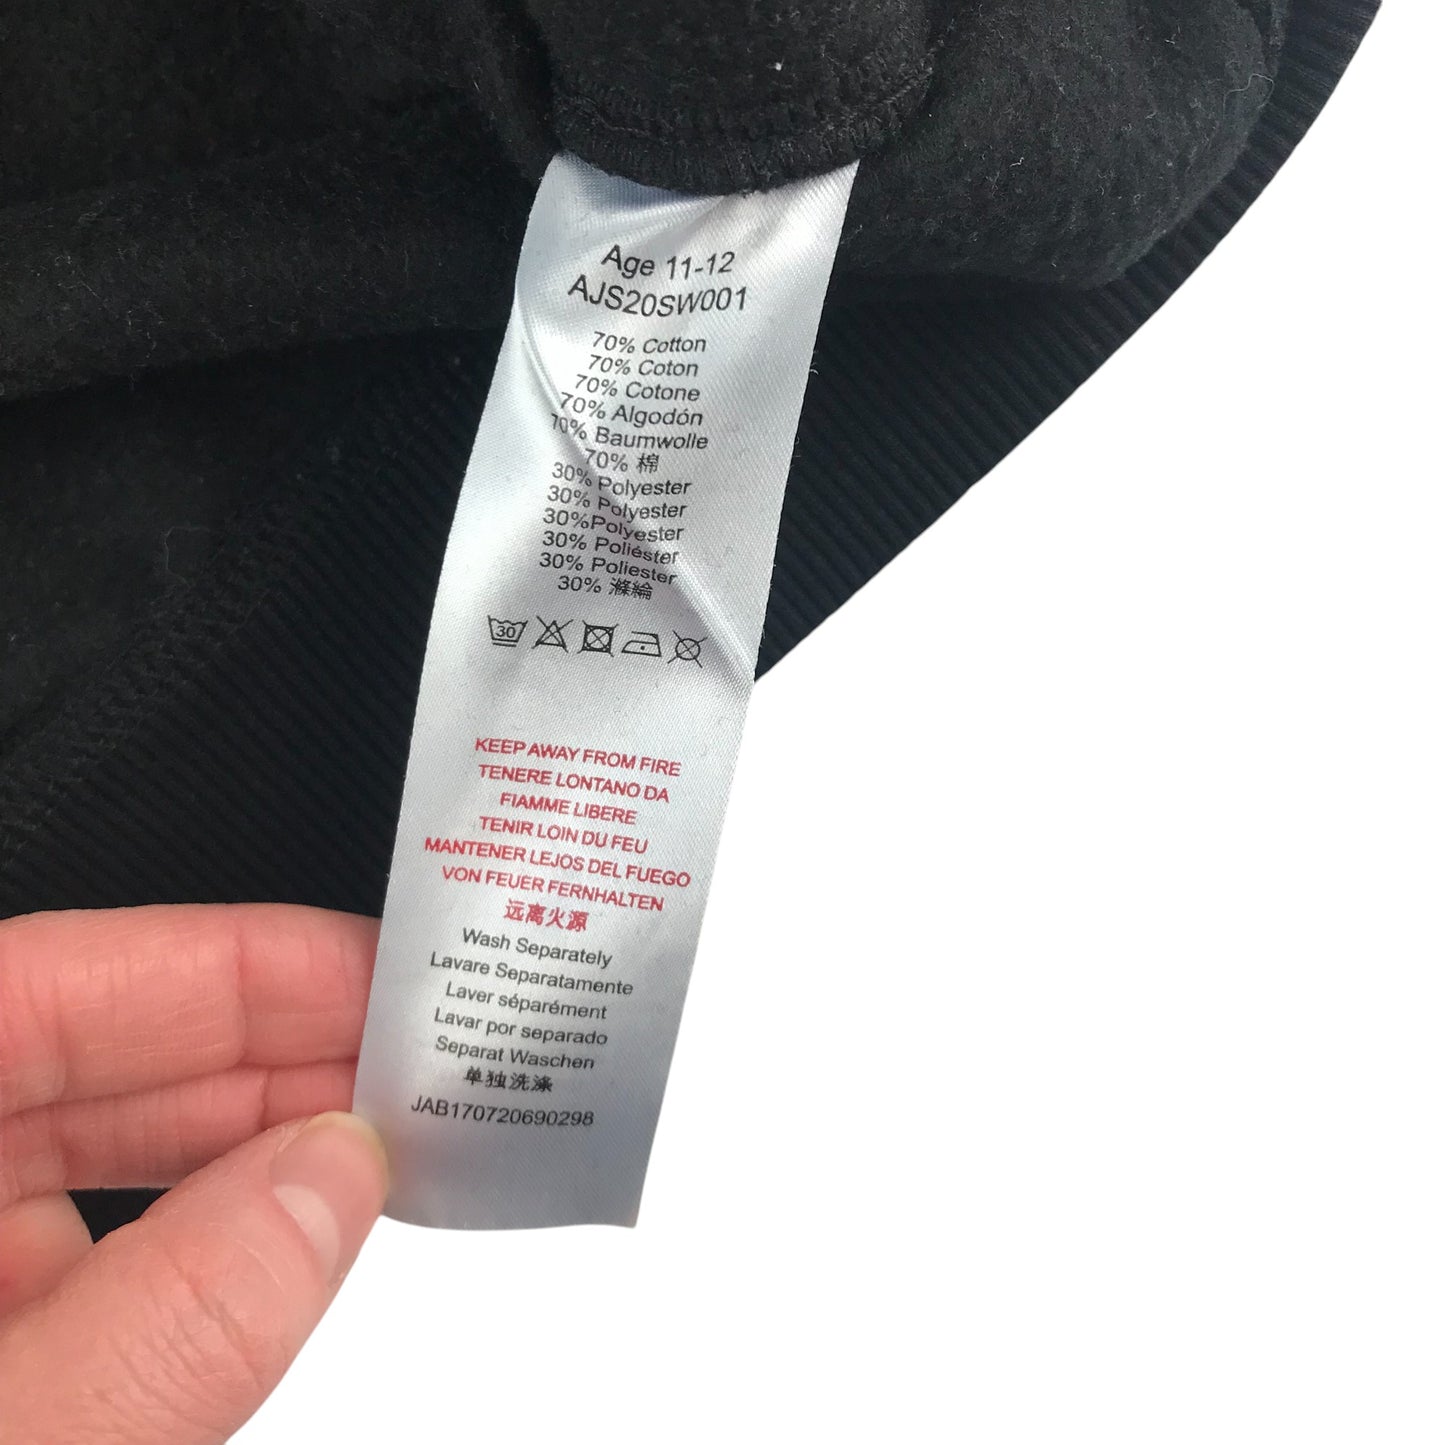 Age 11-12
AJS20SW001
70% Cotton
70% Coton
70% Cotone
70% Algodón
70% Baumwolle
70% 棉
30% Polyester
30% Polyester
30%Polyester
30% Poliéster
30% Poliester
30% 滌綸
30
KEEP AWAY FROM FIRE
TENERE LONTANO DA
FIAMME LIBERE
TENIR LOIN DU FEU
MANTENER LEJOS DEL FUEGO
VON FEUER FERNHALTEN
远离火源
Wash Separately
Lavare Separatamente
Laver séparément
Lavar por separado
Separat Waschen
单独洗涤
JAB170720690298